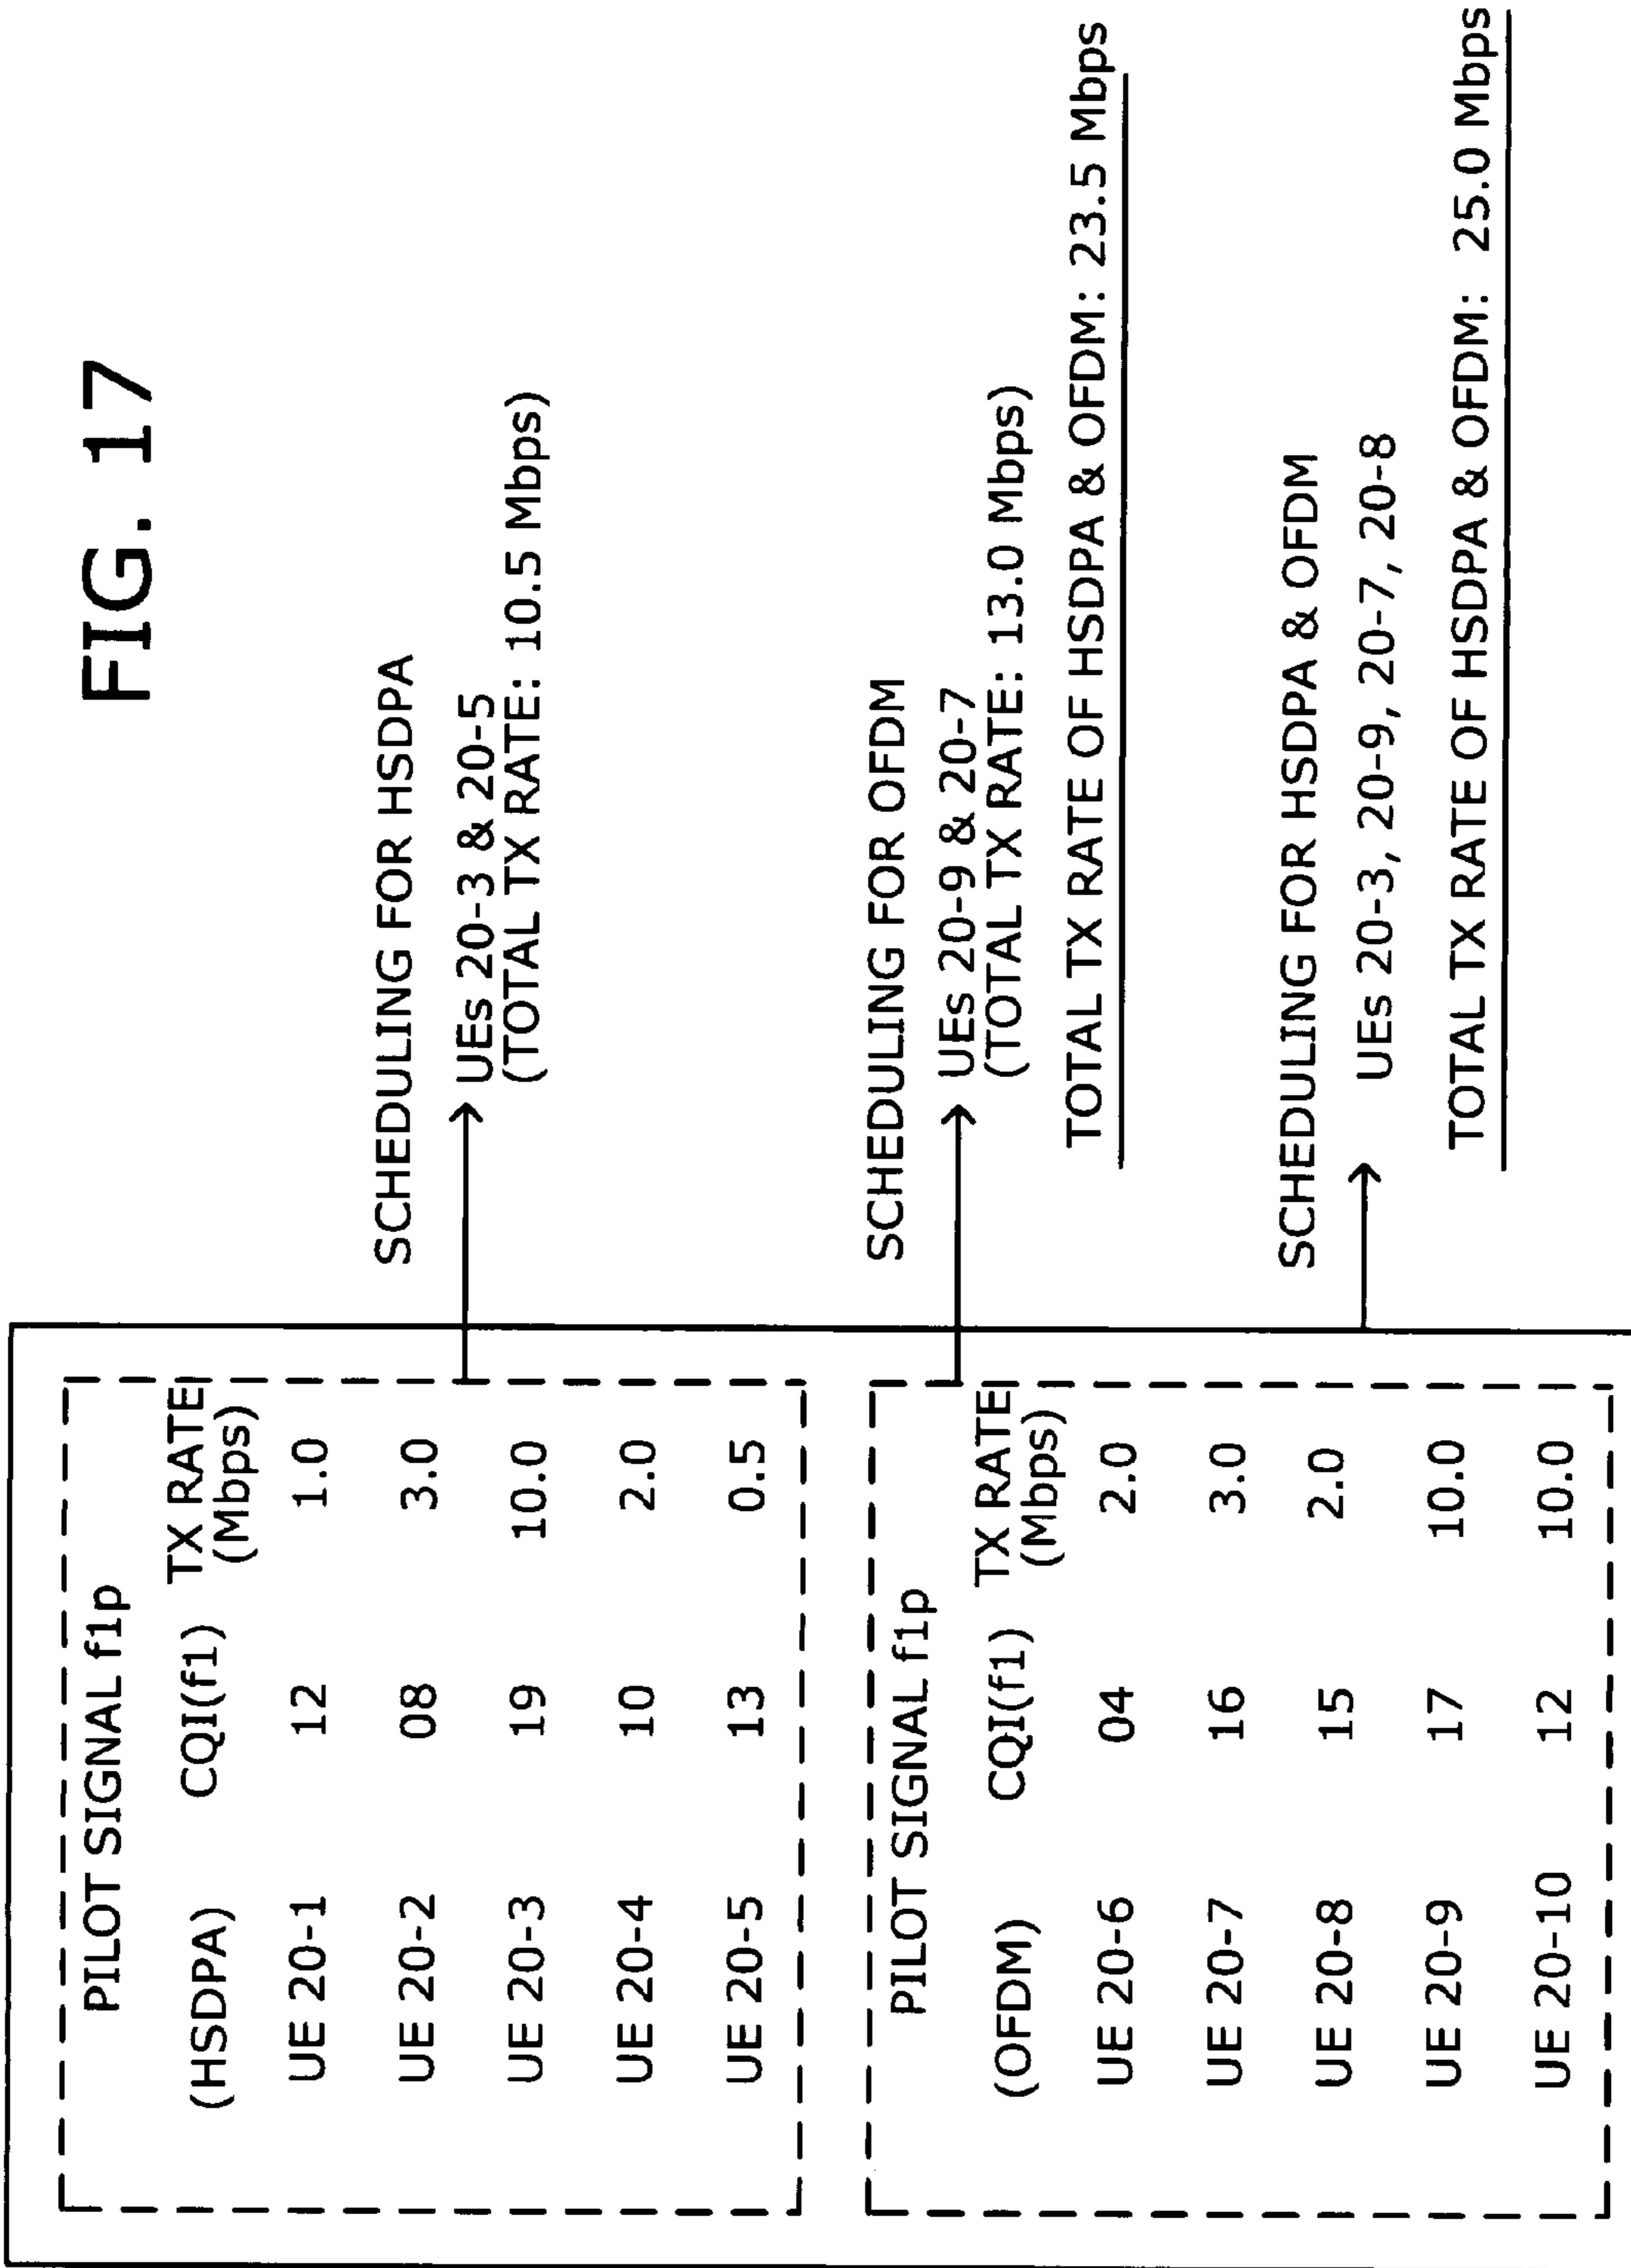 FIG. 17
PILOT SIGNAL f1p
(HSDPA) CQI(f1) TX RATE
(Mbps)
UE 20-1 12 1.0
UE 20-2 08 3.0
UE 20-3 19 10.0
UE 20-4 10 2.0
UE 20-5 13 0.5
SCHEDULING FOR HSDPA
UEs 20-3 & 20-5
(TOTAL TX RATE: 10.5 Mbps)
PILOT SIGNAL f1p
(OFDM) CQI(f1) TX RATE
(Mbps)
UE 20-6 04 2.0
UE 20-7 16 3.0
UE 20-8 15 2.0
UE 20-9 17 10.0
UE 20-10 12 10.0
SCHEDULING FOR OFDM
UEs 20-9 & 20-7
(TOTAL TX RATE: 13.0 Mbps)
TOTAL TX RATE OF HSDPA & OFDM: 23.5 Mbps
SCHEDULING FOR HSDPA & OFDM
UEs 20-3, 20-9, 20-7, 20-8
TOTAL TX RATE OF HSDPA & OFDM: 25.0 Mbps